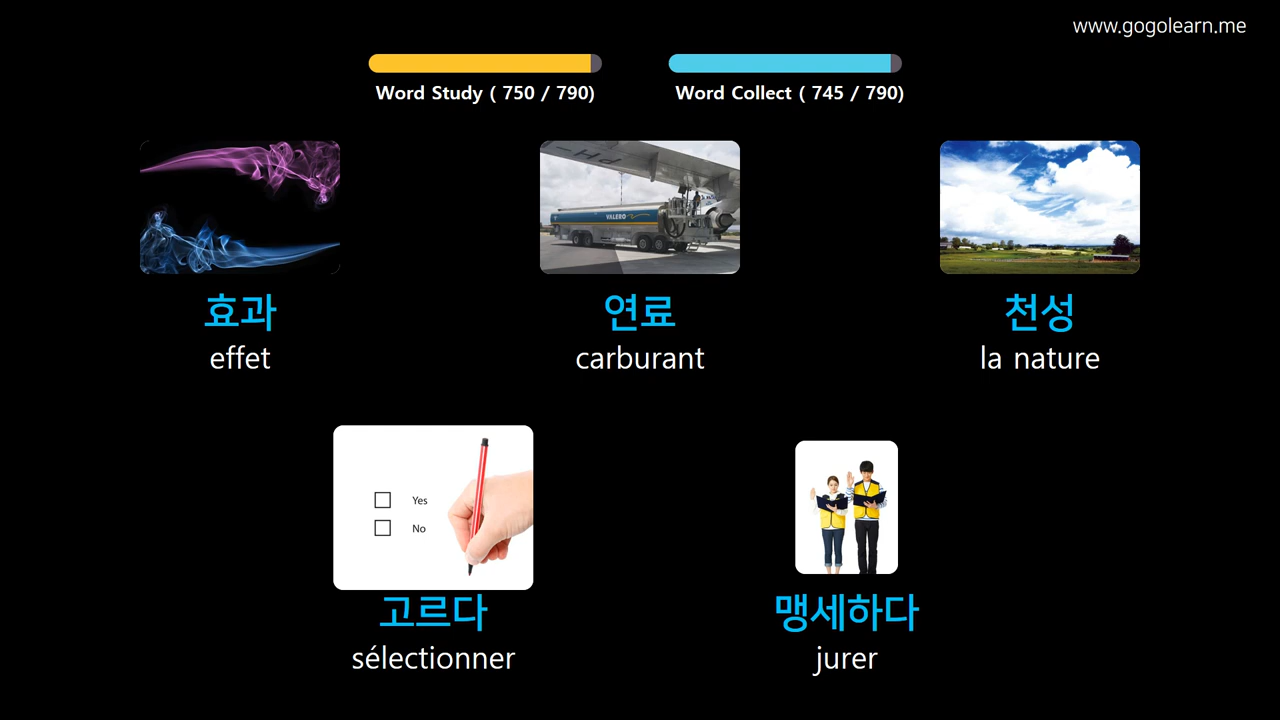 www.gogolearn.me
Word Study ( 750 / 790)
Word Collect ( 745 / 790)
VALERO
효과
연료
천성
effet
carburant
la nature
Yes
No
고르다
맹세하다
sélectionner
jurer